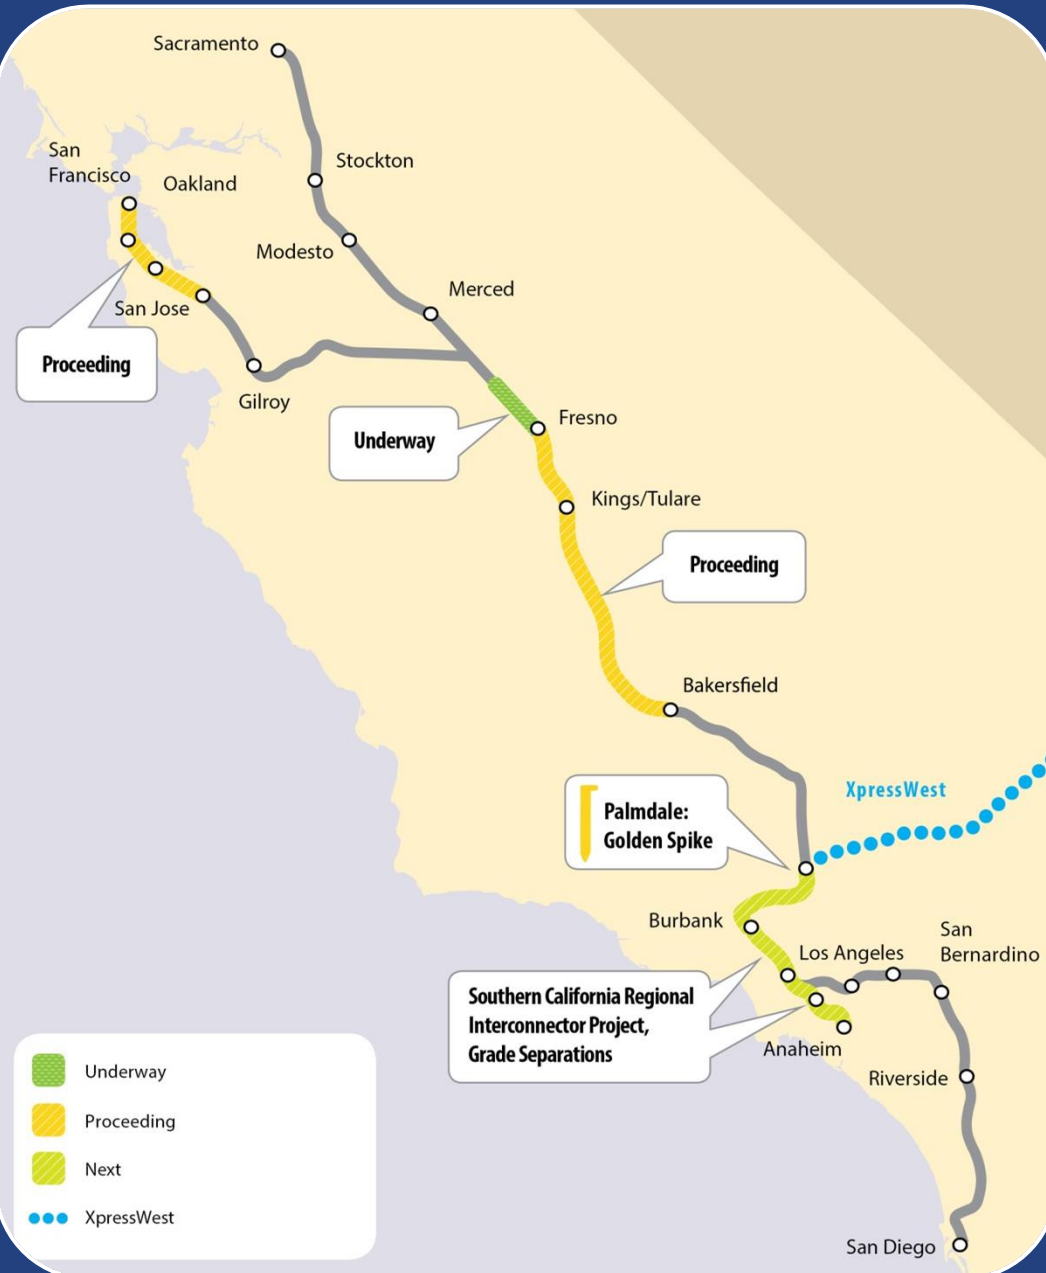 Sacramento
Stockton
San
Francisco
Oakland
Modesto
Merced
San Jose
Proceeding
Gilroy
Underway
Fresno
Kings/Tulare
Proceeding
Bakersfield
XpressWest
Palmdale:
Golden Spike
Burbank
Los Angeles
San
Bernardino
Southern California Regional
Interconnector Project,
Grade Separations
Anaheim
Riverside
San Diego
Underway
Proceeding
Next
XpressWest